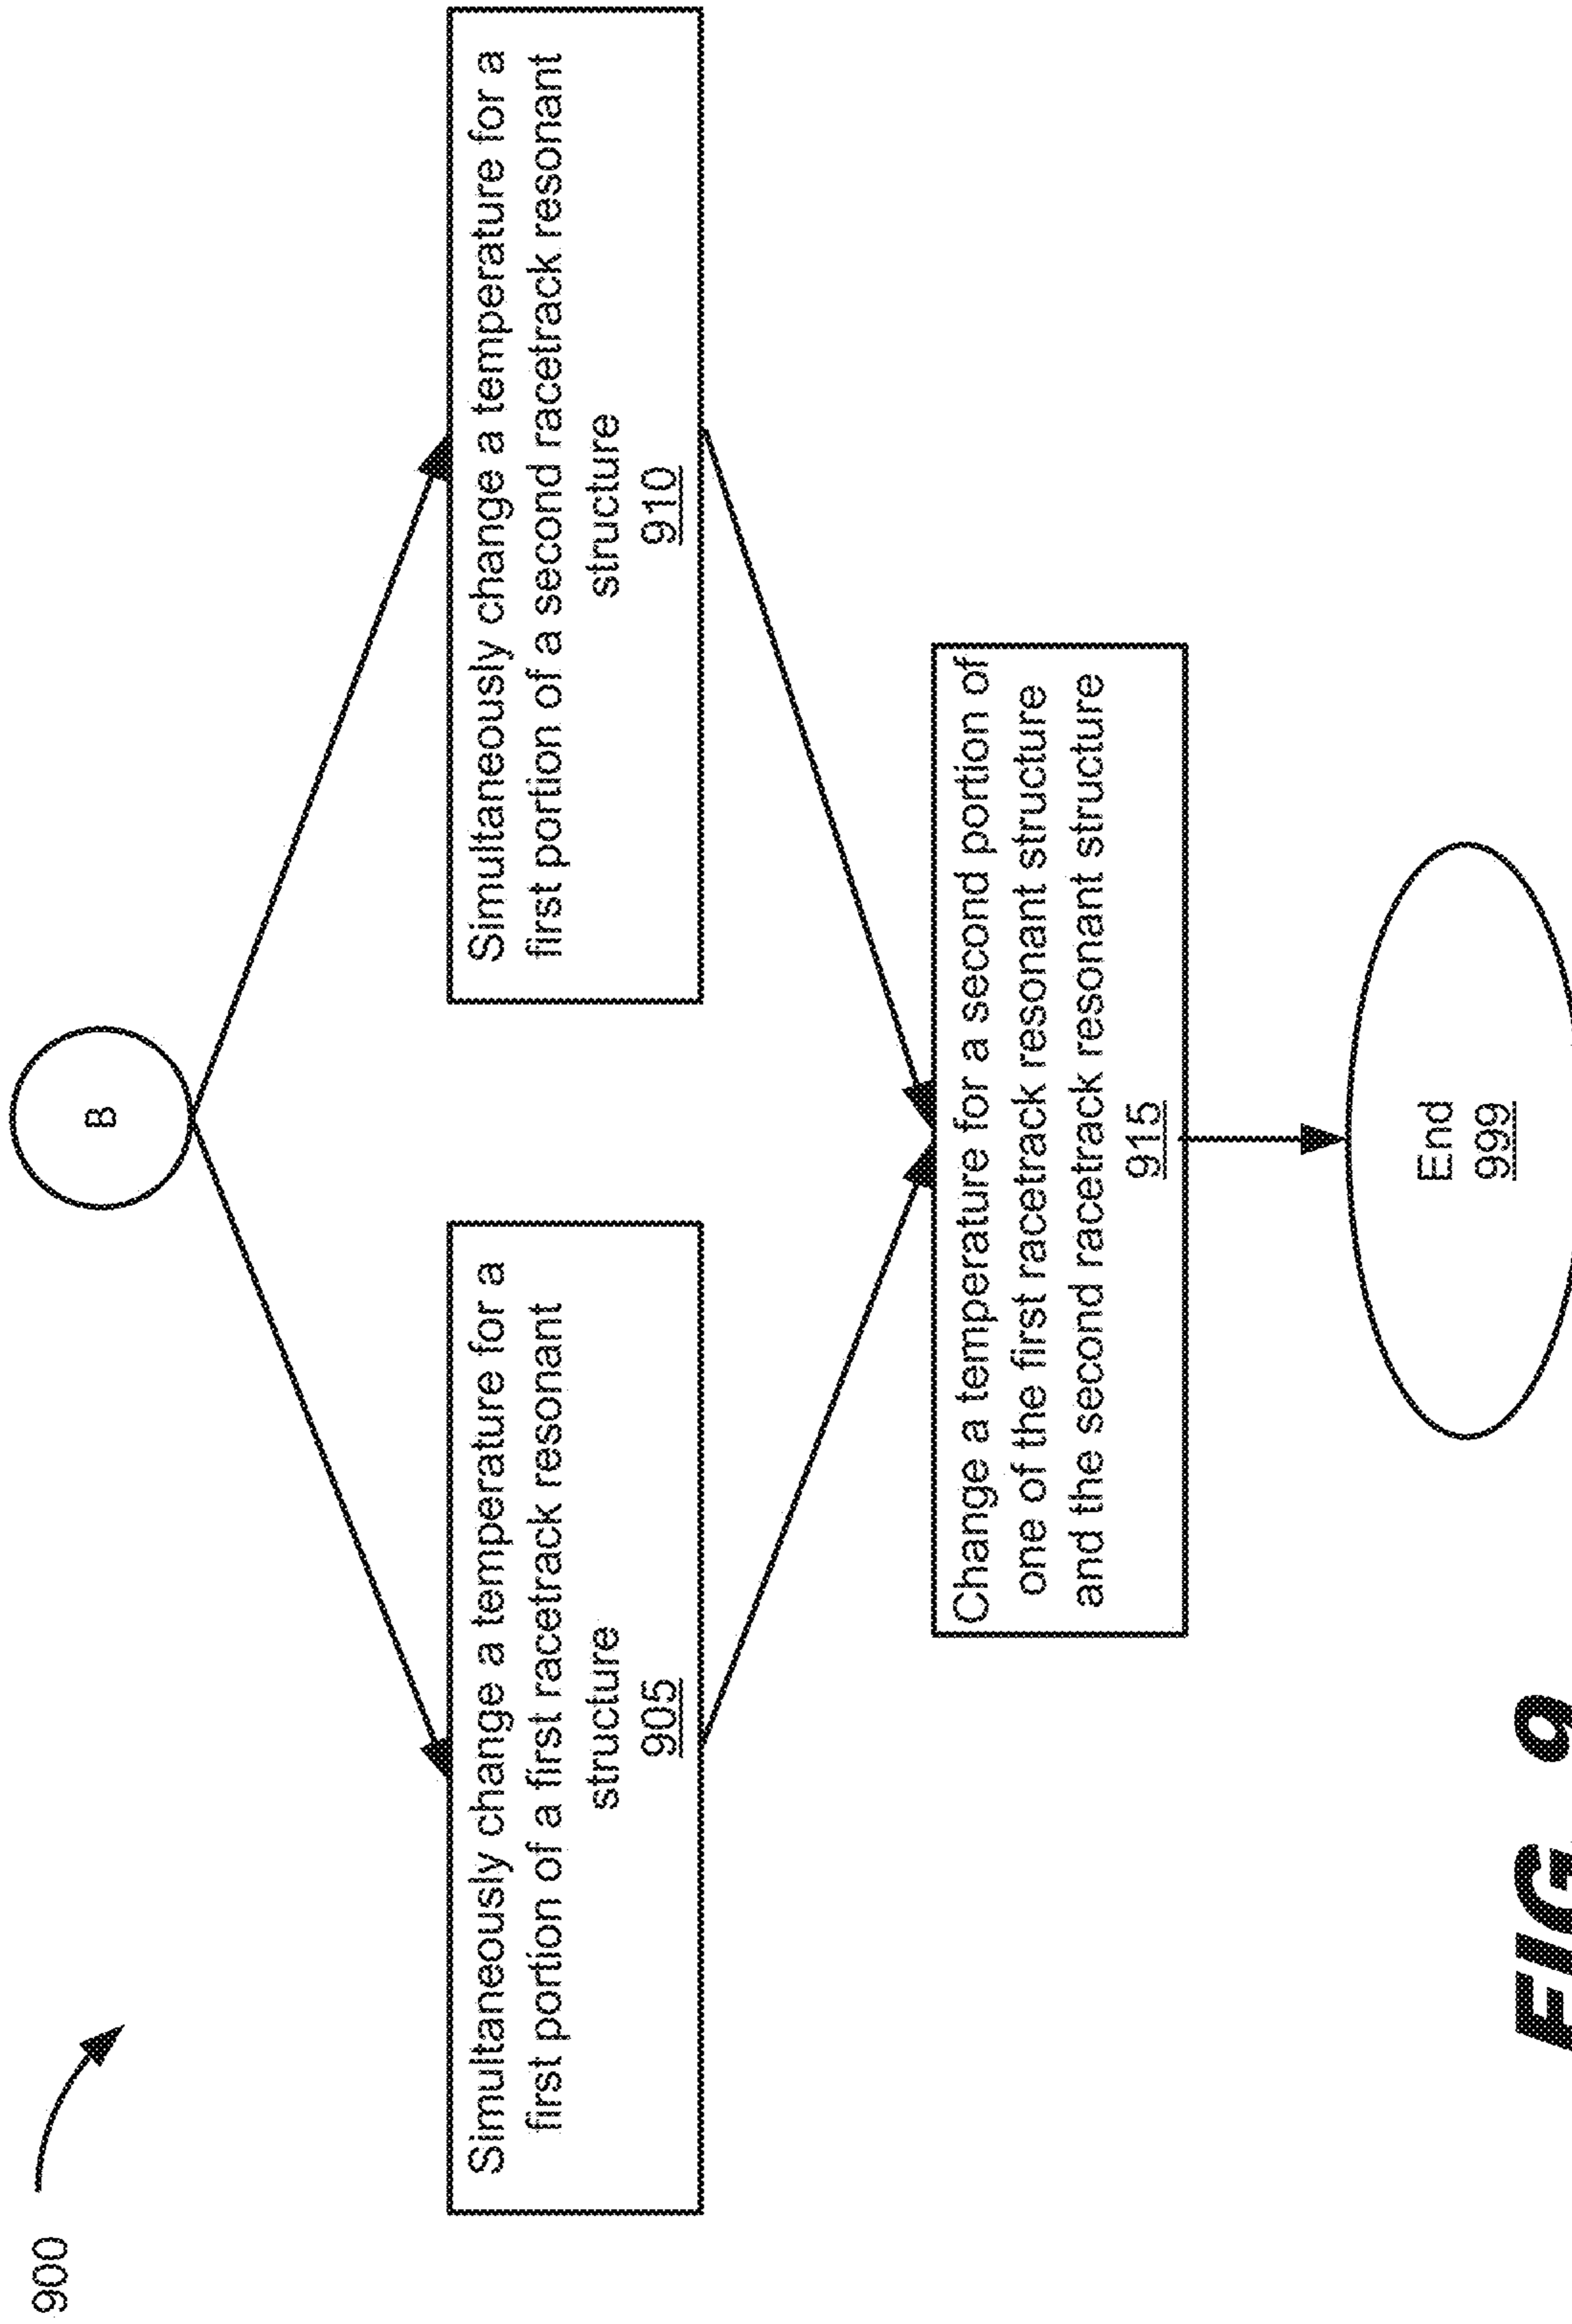 900
B
Simultaneously change a temperature for a
first portion of a first racetrack resonant
structure
905
Simultaneously change a temperature for a
first portion of a second racetrack resonant
structure
910
Change a temperature for a second portion of
one of the first racetrack resonant structure
and the second racetrack resonant structure
915
End
999
FIG. 9